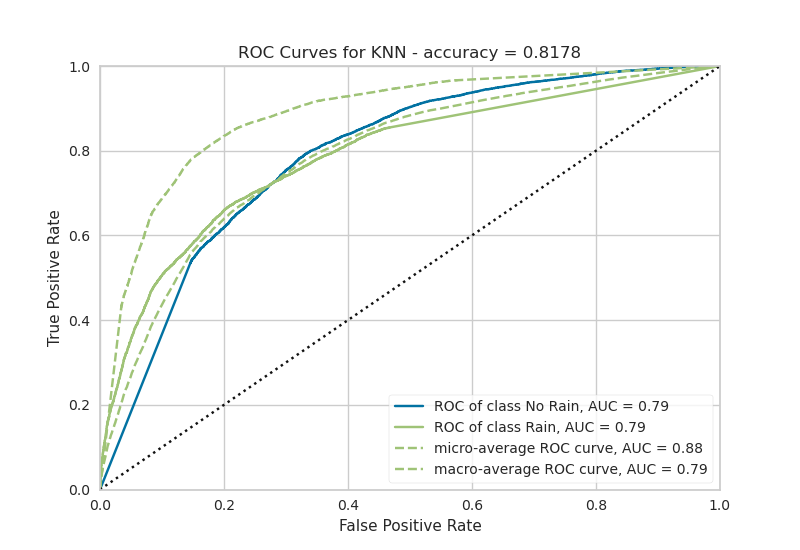 ROC Curves for KNN - accuracy = 0.8178
1.0
0.8
0.6
0.4
0.2
0.0
True Positive Rate
ROC of class No Rain, AUC = 0.79
ROC of class Rain, AUC = 0.79
micro-average ROC curve, AUC = 0.88
macro-average ROC curve, AUC = 0.79
0.0 0.2 0.4 0.6 0.8 1.0
False Positive Rate